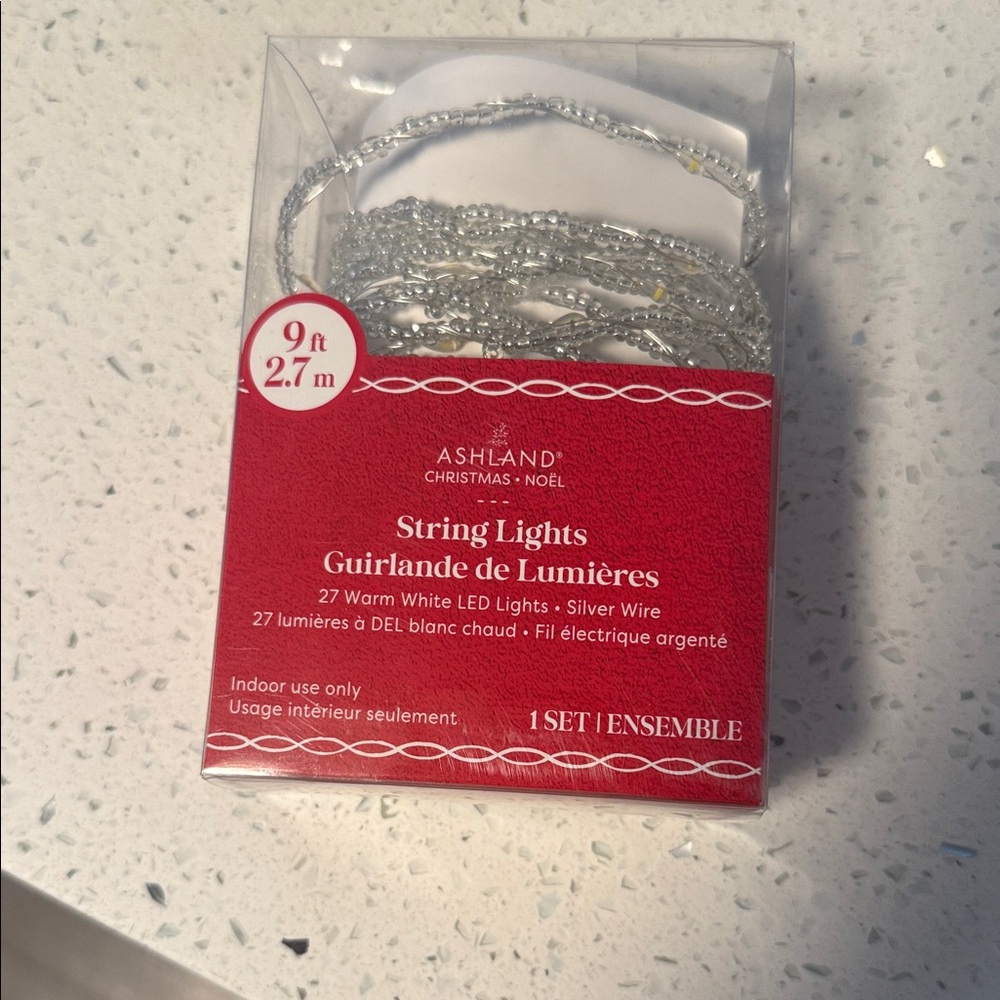 9 ft
2.7 m
ASHLAND®
CHRISTMAS • NOËL
---
String Lights
Guirlande de Lumières
27 Warm White LED Lights • Silver Wire
27 lumières à DEL blanc chaud • Fil électrique argenté
Indoor use only
Usage intérieur seulement
1 SET | ENSEMBLE